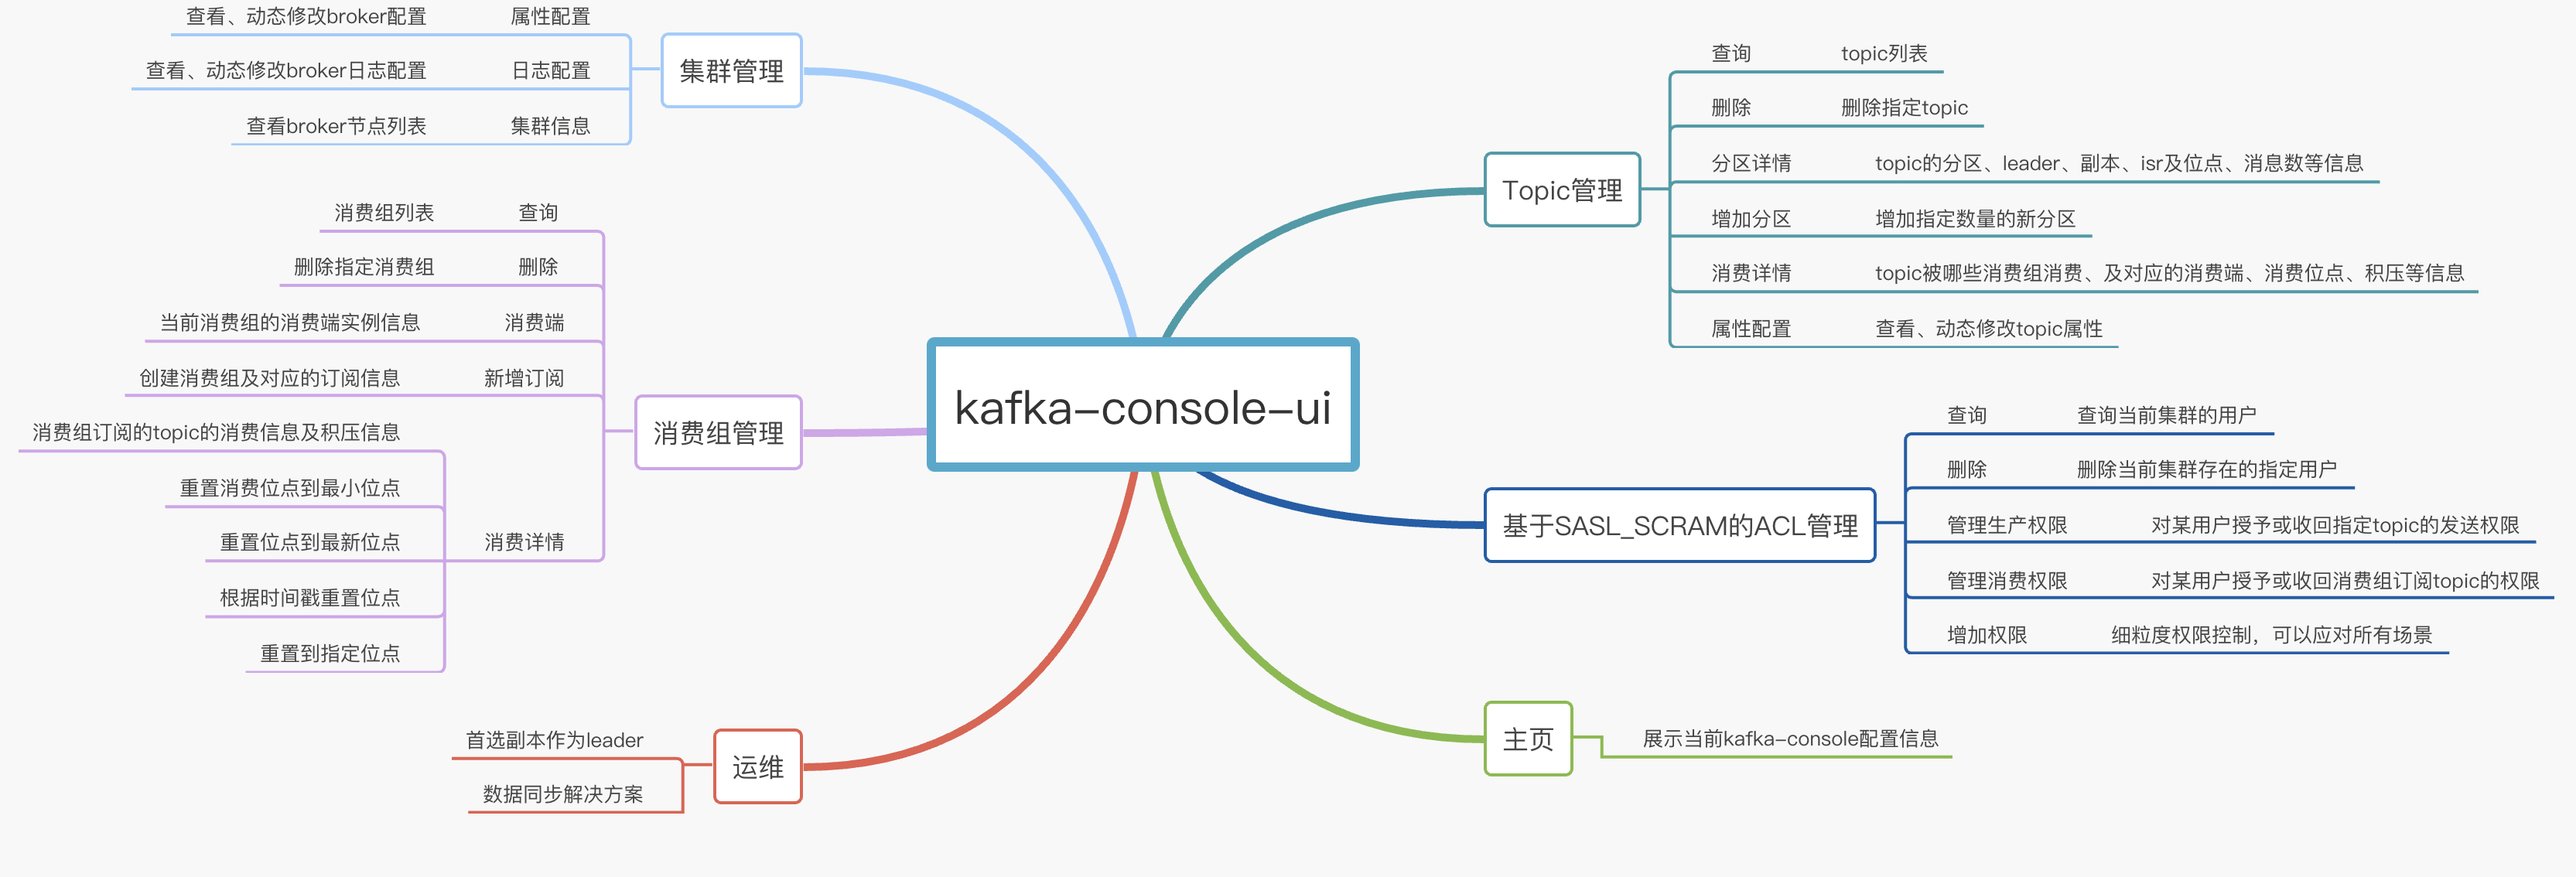 kafka-console-ui
集群管理
查看、动态修改broker配置 属性配置
查看、动态修改broker日志配置 日志配置
查看broker节点列表 集群信息
消费组管理
消费组列表 查询
删除指定消费组 删除
当前消费组的消费端实例信息 消费端
创建消费组及对应的订阅信息 新增订阅
消费组订阅的topic的消费信息及积压信息
重置消费位点到最小位点
重置位点到最新位点 消费详情
根据时间戳重置位点
重置到指定位点
运维
首选副本作为leader
数据同步解决方案
Topic管理
查询 topic列表
删除 删除指定topic
分区详情 topic的分区、leader、副本、isr及位点、消息数等信息
增加分区 增加指定数量的新分区
消费详情 topic被哪些消费组消费、及对应的消费端、消费位点、积压等信息
属性配置 查看、动态修改topic属性
基于SASL_SCRAM的ACL管理
查询 查询当前集群的用户
删除 删除当前集群存在的指定用户
管理生产权限 对某用户授予或收回指定topic的发送权限
管理消费权限 对某用户授予或收回消费组订阅topic的权限
增加权限 细粒度权限控制，可以应对所有场景
主页
展示当前kafka-console配置信息